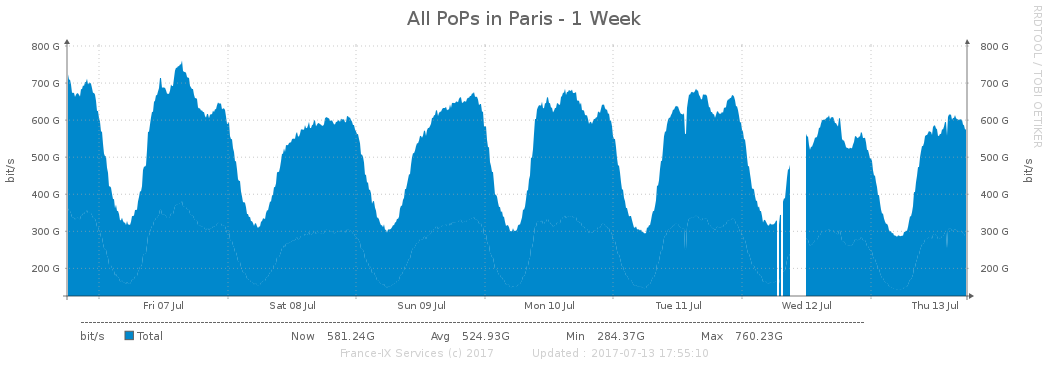 All PoPs in Paris - 1 Week
RRDTOOL / TOBI OETIKER
800 G 800 G
700 G 700 G
600 G 600 G
500 G 500 G
400 G 400 G
300 G 300 G
200 G 200 G
bit/s bit/s
Fri 07 Jul Sat 08 Jul Sun 09 Jul Mon 10 Jul Tue 11 Jul Wed 12 Jul Thu 13 Jul
bit/s Total Now 581.24G Avg 524.93G Min 284.37G Max 760.23G
France-IX Services (c) 2017 Updated : 2017-07-13 17:55:10